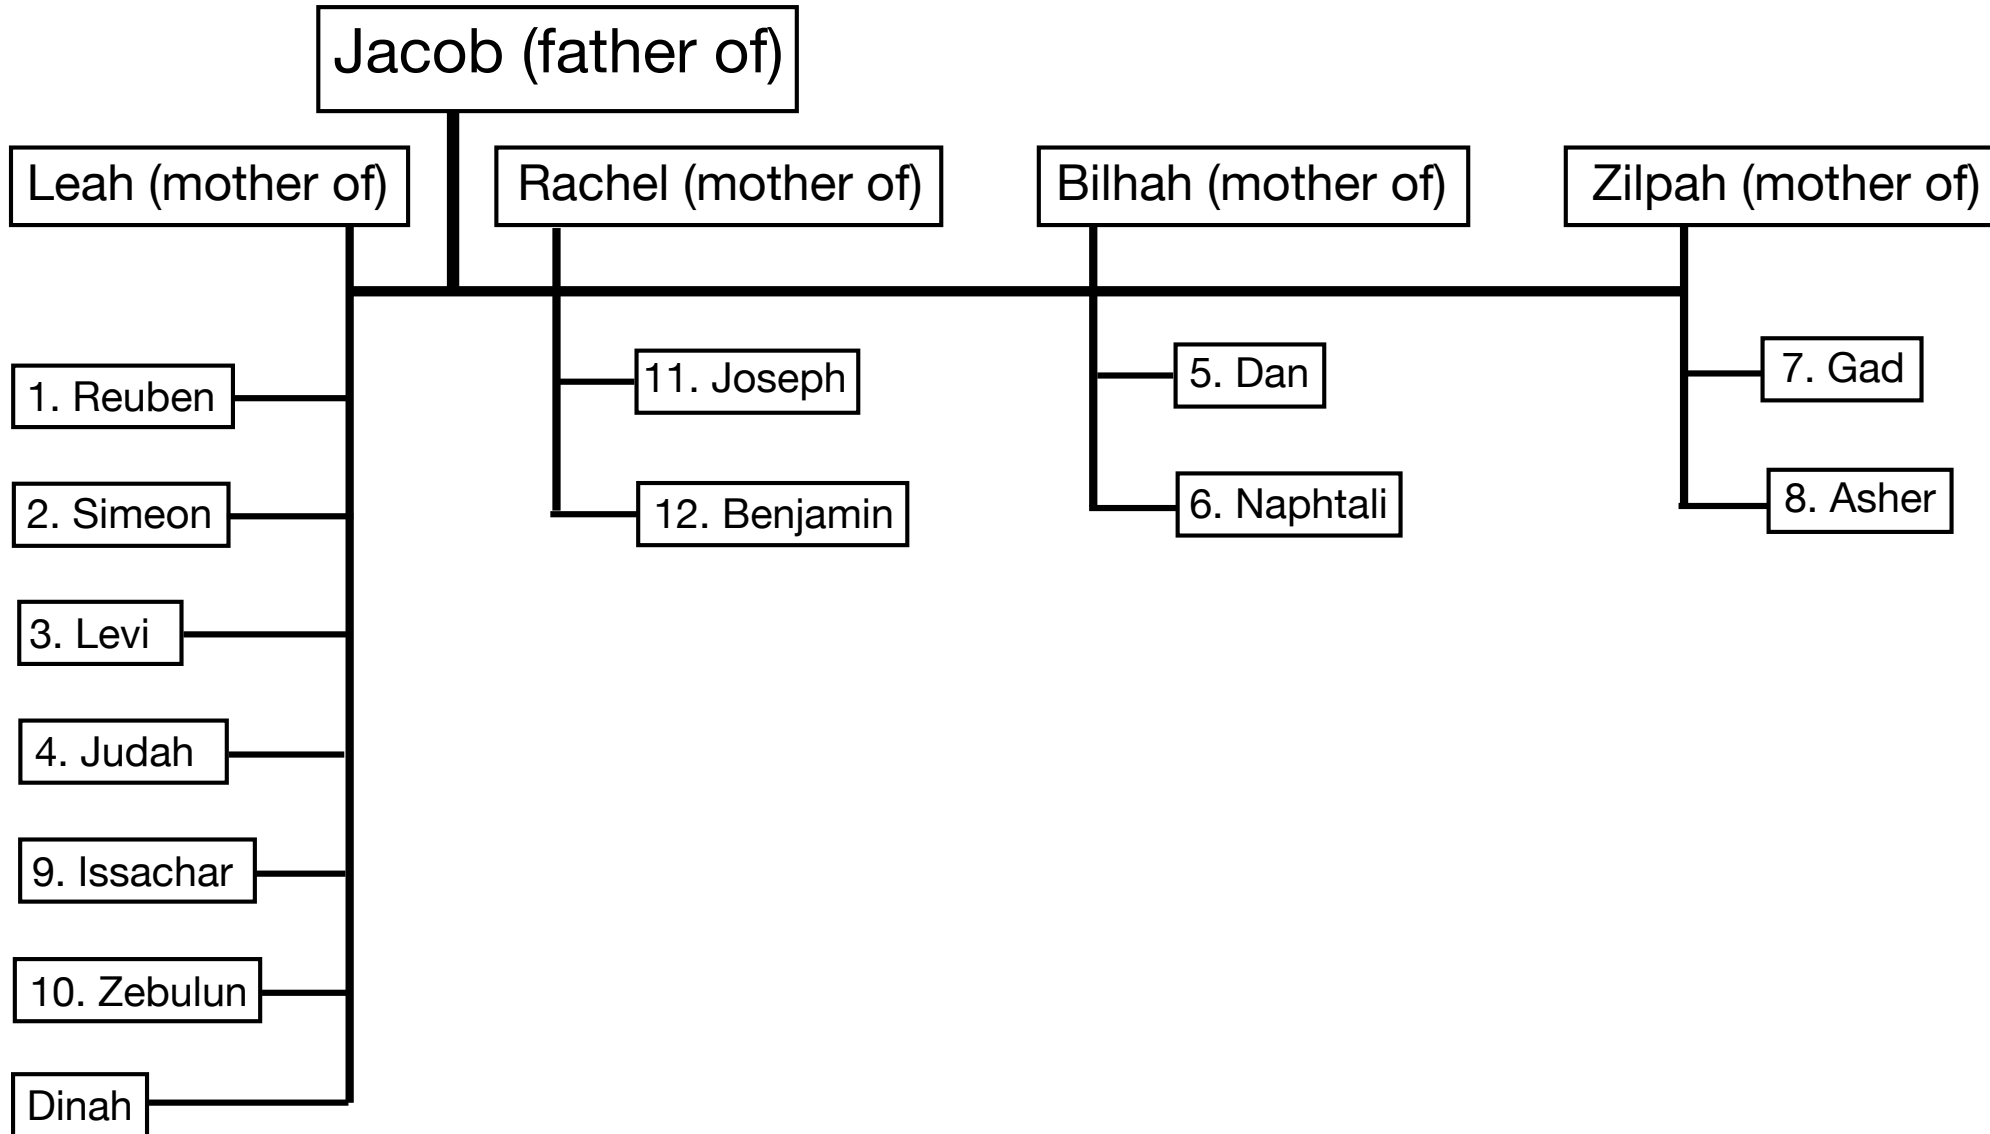 Jacob (father of)
Leah (mother of)
Rachel (mother of)
Bilhah (mother of)
Zilpah (mother of)
1. Reuben
2. Simeon
3. Levi
4. Judah
9. Issachar
10. Zebulun
Dinah
11. Joseph
12. Benjamin
5. Dan
6. Naphtali
7. Gad
8. Asher